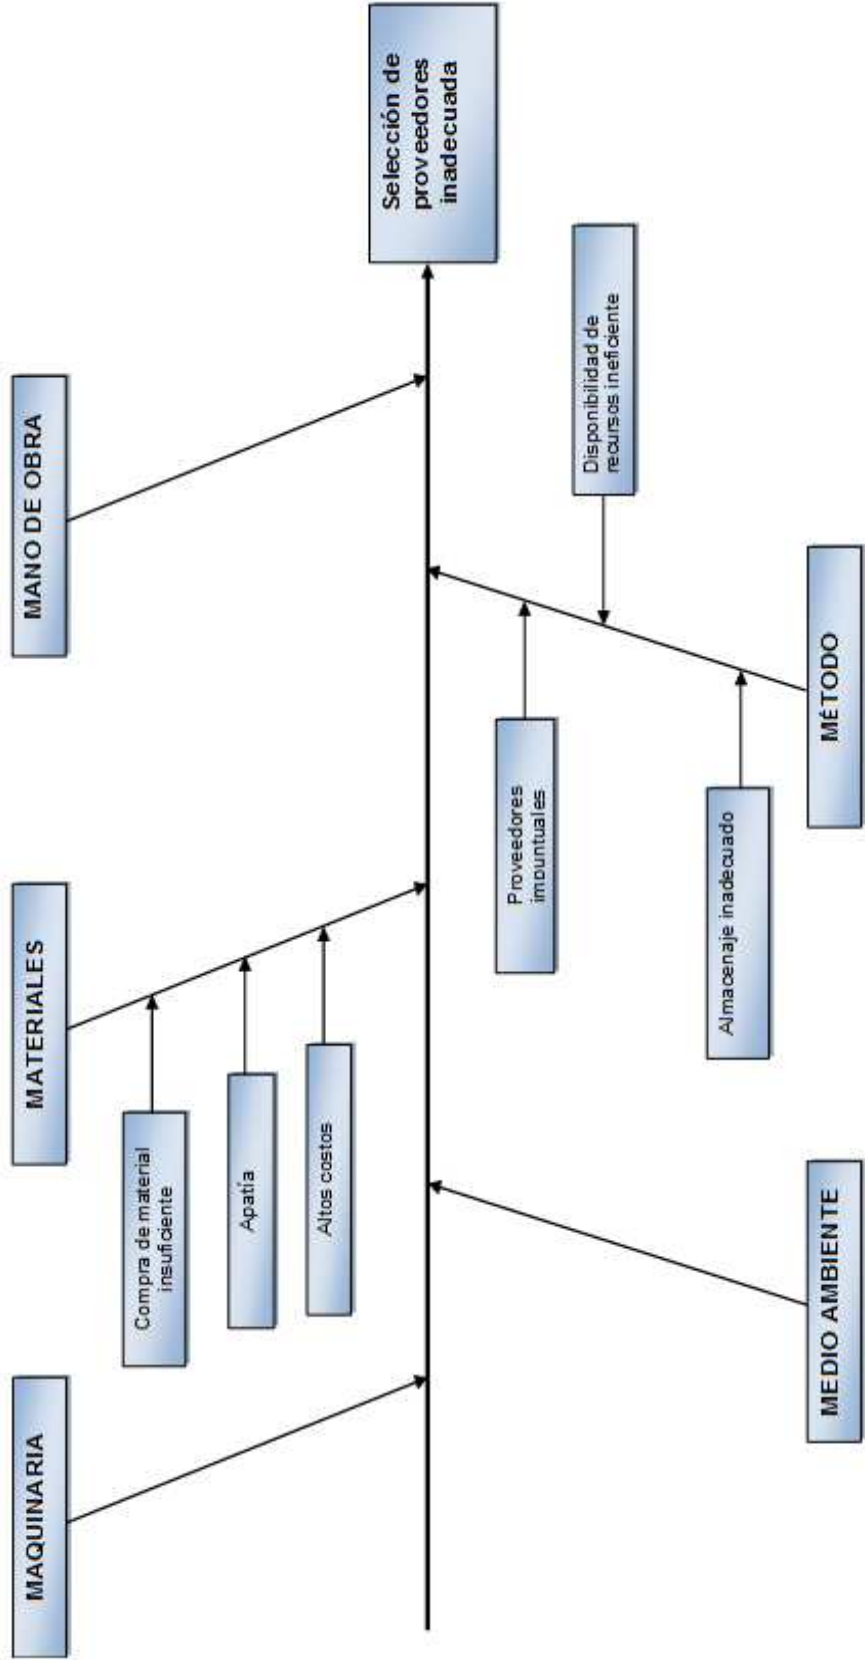 MAQUINARIA
MATERIALES
MANO DE OBRA
Compra de material
insuficiente
Apatía
Altos costos
Selección de
proveedores
inadecuada
Proveedores
impuntuales
Disponibilidad de
recursos ineficiente
Almacenaje inadecuado
MEDIO AMBIENTE
MÉTODO